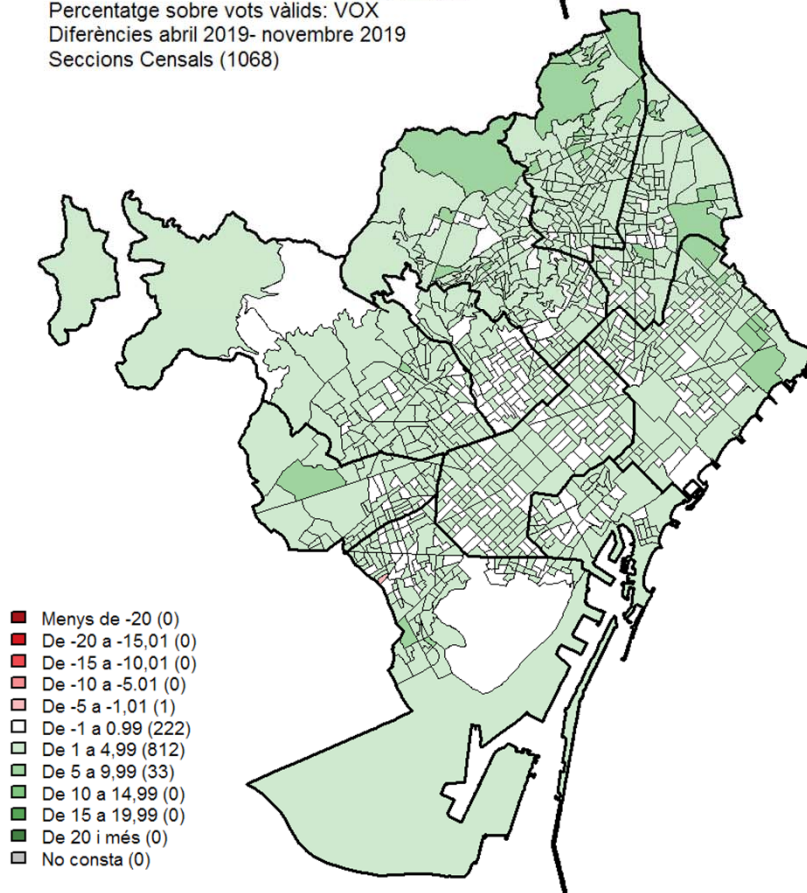 Percentatge sobre vots vàlids: VOX
Diferències abril 2019- novembre 2019
Seccions Censals (1068)
Menys de -20 (0)
De -20 a -15,01 (0)
De -15 a -10,01 (0)
De -10 a -5.01 (0)
De -5 a -1,01 (1)
De -1 a 0.99 (222)
De 1 a 4,99 (812)
De 5 a 9,99 (33)
De 10 a 14,99 (0)
De 15 a 19,99 (0)
De 20 i més (0)
No consta (0)